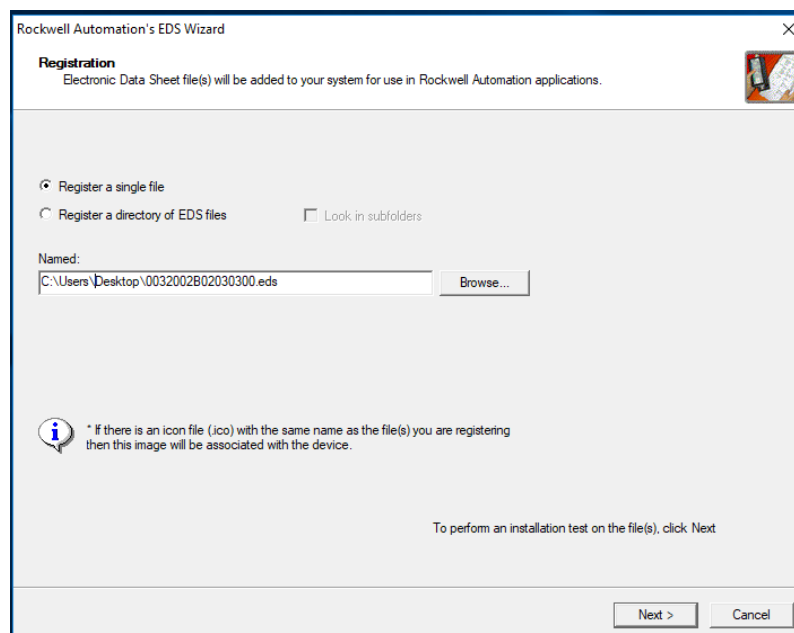 Rockwell Automation's EDS Wizard
Registration
Electronic Data Sheet file(s) will be added to your system for use in Rockwell Automation applications.
Register a single file
Register a directory of EDS files
Look in subfolders
Named:
C:\Users\Desktop\0032002B02030300.eds
Browse...
* If there is an icon file (.ico) with the same name as the file(s) you are registering
then this image will be associated with the device.
To perform an installation test on the file(s), click Next
Next >
Cancel